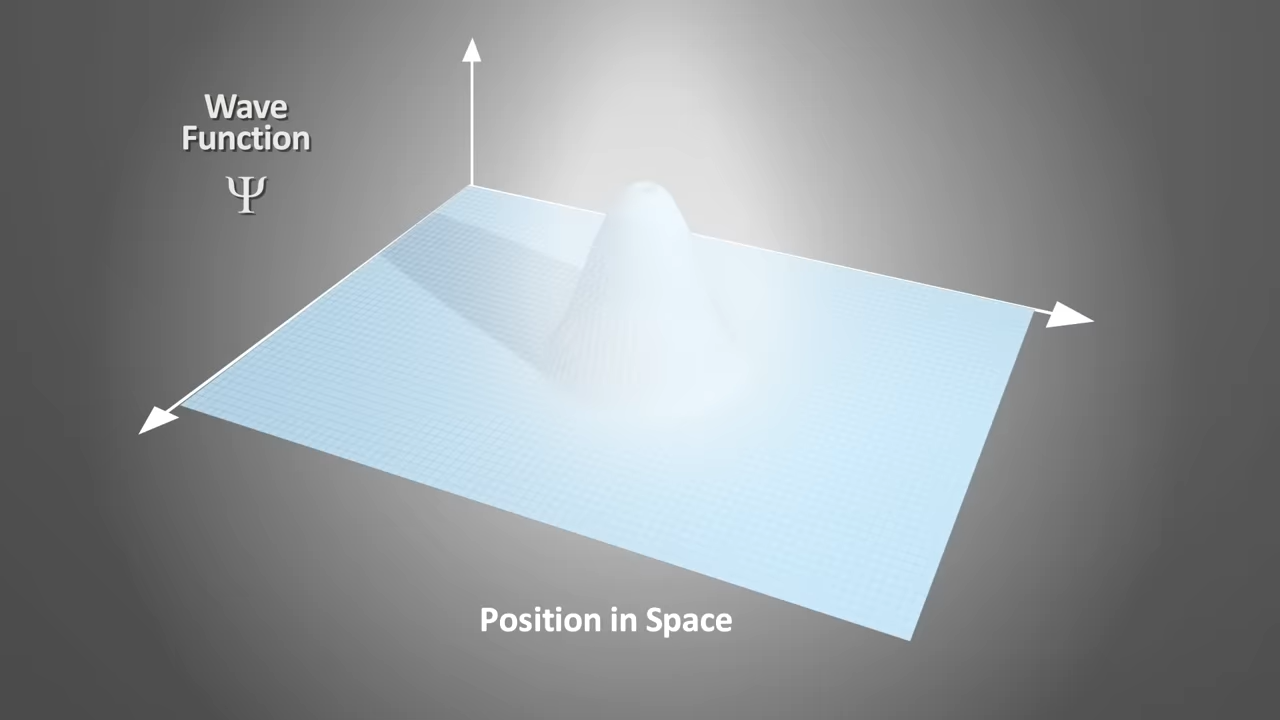 Wave
Function
Ψ
Position in Space